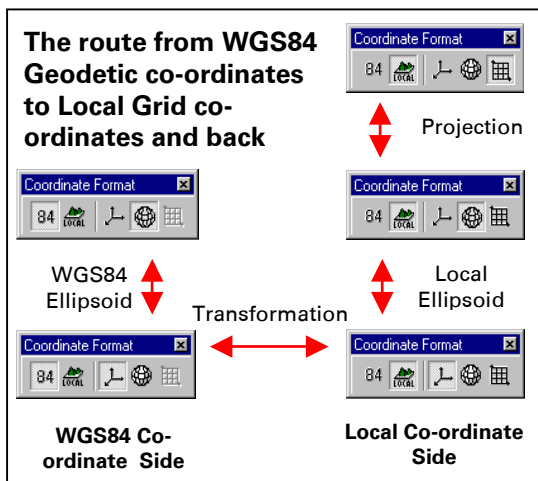 The route from WGS84
Geodetic co-ordinates
to Local Grid co-
ordinates and back
Coordinate Format
84 LOCAL
Projection
Coordinate Format
84 LOCAL
Coordinate Format
84 LOCAL
WGS84
Ellipsoid
Local
Ellipsoid
Transformation
Coordinate Format
84 LOCAL
Coordinate Format
84 LOCAL
WGS84 Co-
ordinate Side
Local Co-ordinate
Side